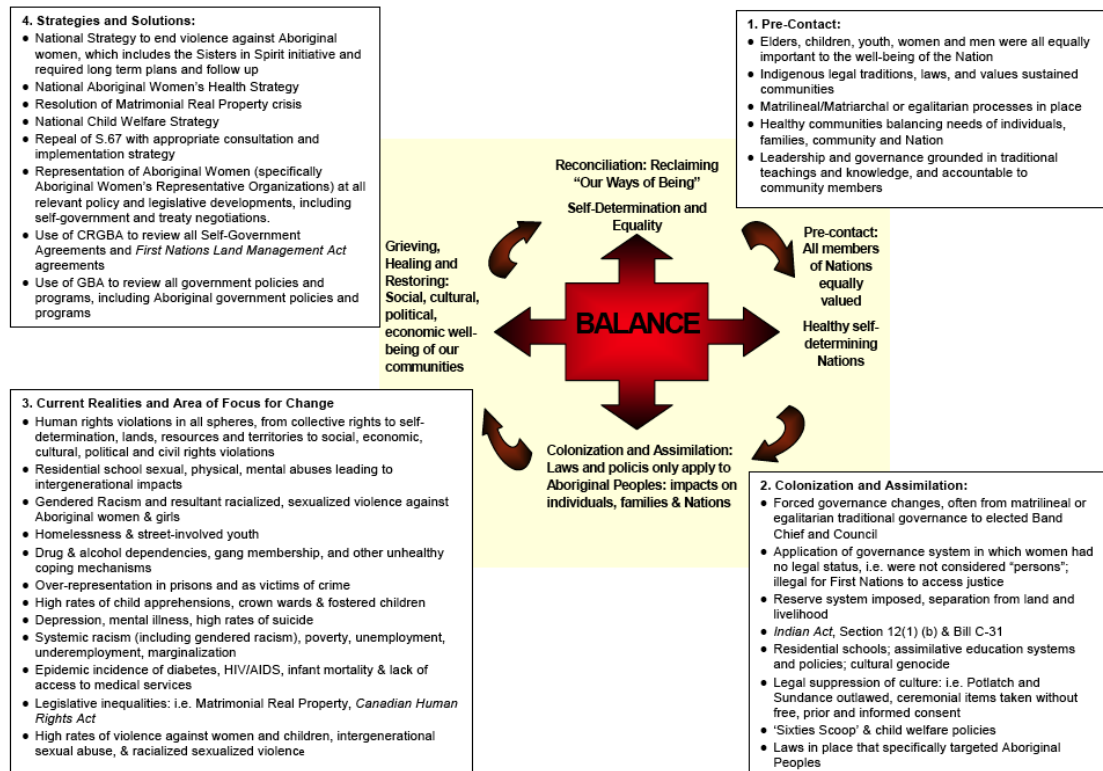 4. Strategies and Solutions:
● National Strategy to end violence against Aboriginal
women, which includes the Sisters in Spirit initiative and
required long term plans and follow up
● National Aboriginal Women's Health Strategy
● Resolution of Matrimonial Real Property crisis
● National Child Welfare Strategy
● Repeal of S.67 with appropriate consultation and
implementation strategy
● Representation of Aboriginal Women (specifically
Aboriginal Women's Representative Organizations) at all
relevant policy and legislative developments, including
self-government and treaty negotiations.
● Use of CRGBA to review all Self-Government
Agreements and First Nations Land Management Act
agreements
● Use of GBA to review all government policies and
programs, including Aboriginal government policies and
programs
1. Pre-Contact:
● Elders, children, youth, women and men were all equally
important to the well-being of the Nation
● Indigenous legal traditions, laws, and values sustained
communities
● Matrilineal/Matriarchal or egalitarian processes in place
● Healthy communities balancing needs of individuals,
families, community and Nation
● Leadership and governance grounded in traditional
teachings and knowledge, and accountable to
community members
Reconciliation: Reclaiming
"Our Ways of Being"
Self-Determination and
Equality
Grieving,
Healing and
Restoring:
Social, cultural,
political,
economic well-
being of our
communities
BALANCE
Pre-contact:
All members
of Nations
equally
valued
Healthy self-
determining
Nations
Colonization and Assimilation:
Laws and policis only apply to
Aboriginal Peoples: impacts on
individuals, families & Nations
3. Current Realities and Area of Focus for Change
● Human rights violations in all spheres, from collective rights to self-
determination, lands, resources and territories to social, economic,
cultural, political and civil rights violations
● Residential school sexual, physical, mental abuses leading to
intergenerational impacts
● Gendered Racism and resultant racialized, sexualized violence against
Aboriginal women & girls
● Homelessness & street-involved youth
● Drug & alcohol dependencies, gang membership, and other unhealthy
coping mechanisms
● Over-representation in prisons and as victims of crime
● High rates of child apprehensions, crown wards & fostered children
● Depression, mental illness, high rates of suicide
● Systemic racism (including gendered racism), poverty, unemployment,
underemployment, marginalization
● Epidemic incidence of diabetes, HIV/AIDS, infant mortality & lack of
access to medical services
● Legislative inequalities: i.e. Matrimonial Real Property, Canadian Human
Rights Act
● High rates of violence against women and children, intergenerational
sexual abuse, & racialized sexualized violence
2. Colonization and Assimilation:
● Forced governance changes, often from matrilineal or
egalitarian traditional governance to elected Band
Chief and Council
● Application of governance system in which women had
no legal status, i.e. were not considered "persons";
illegal for First Nations to access justice
● Reserve system imposed, separation from land and
livelihood
● Indian Act, Section 12(1) (b) & Bill C-31
● Residential schools; assimilative education systems
and policies; cultural genocide
● Legal suppression of culture: i.e. Potlatch and
Sundance outlawed, ceremonial items taken without
free, prior and informed consent
● 'Sixties Scoop' & child welfare policies
● Laws in place that specifically targeted Aboriginal
Peoples